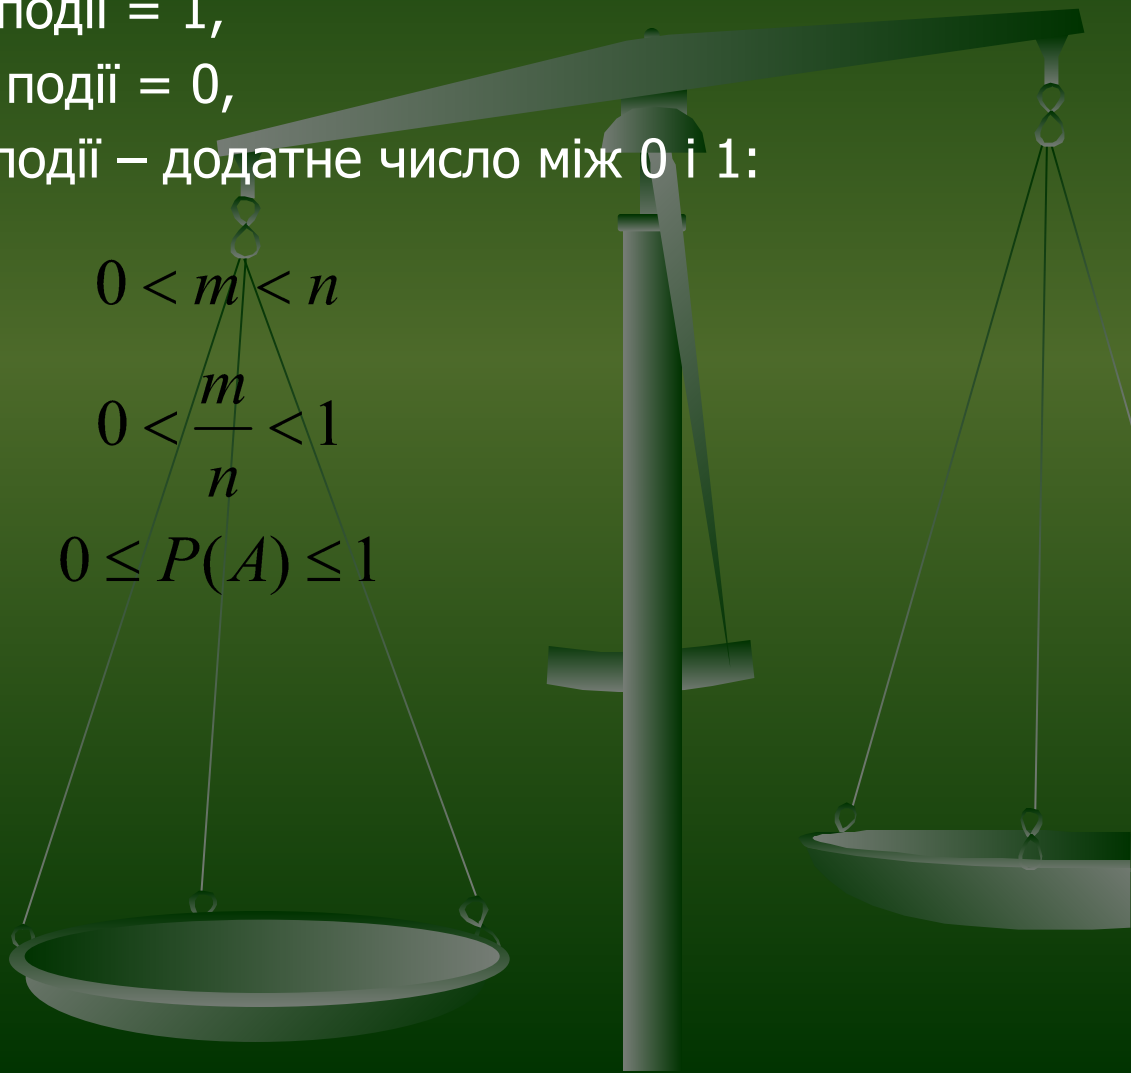 події = 1,
події = 0,
події – додатне число між 0 і 1:
0 < m < n
0 < m/n < 1
0 ≤ P(A) ≤ 1